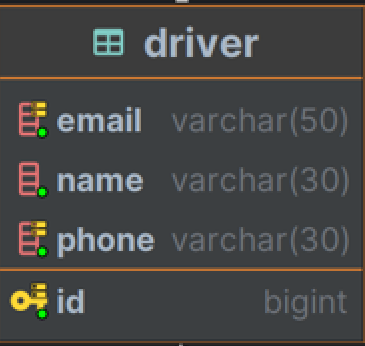 driver
email varchar(50)
name varchar(30)
phone varchar(30)
id bigint